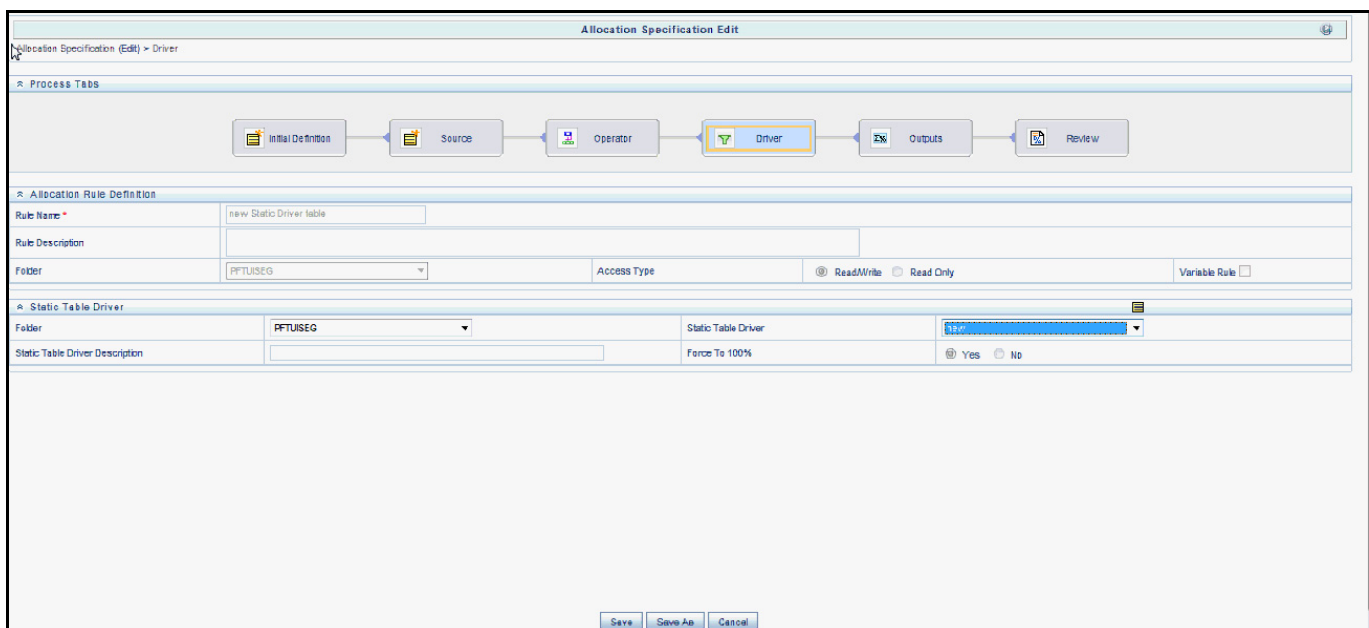 Allocation Specification Edit
Allocation Specification (Edit) > Driver
Process Tabs
Initial Definition
Source
Operator
Driver
Outputs
Review
Allocation Rule Definition
Rule Name *
new Static Driver table
Rule Description
Folder
PFTUISEG
Access Type
Read/Write
Read Only
Variable Rule
Static Table Driver
Folder
PFTUISEG
Static Table Driver
new
Static Table Driver Description
Force To 100%
Yes
No
Save
Save As
Cancel